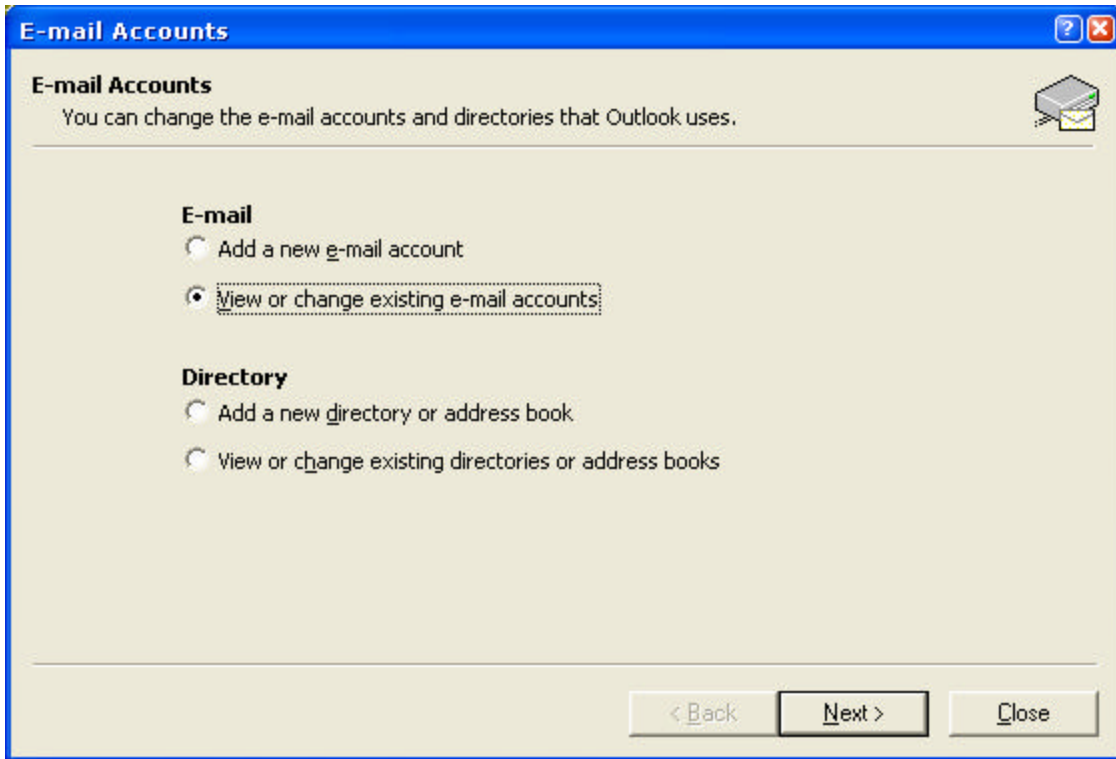 E-mail Accounts
E-mail Accounts
You can change the e-mail accounts and directories that Outlook uses.
E-mail
Add a new e-mail account
View or change existing e-mail accounts
Directory
Add a new directory or address book
View or change existing directories or address books
< Back Next > Close